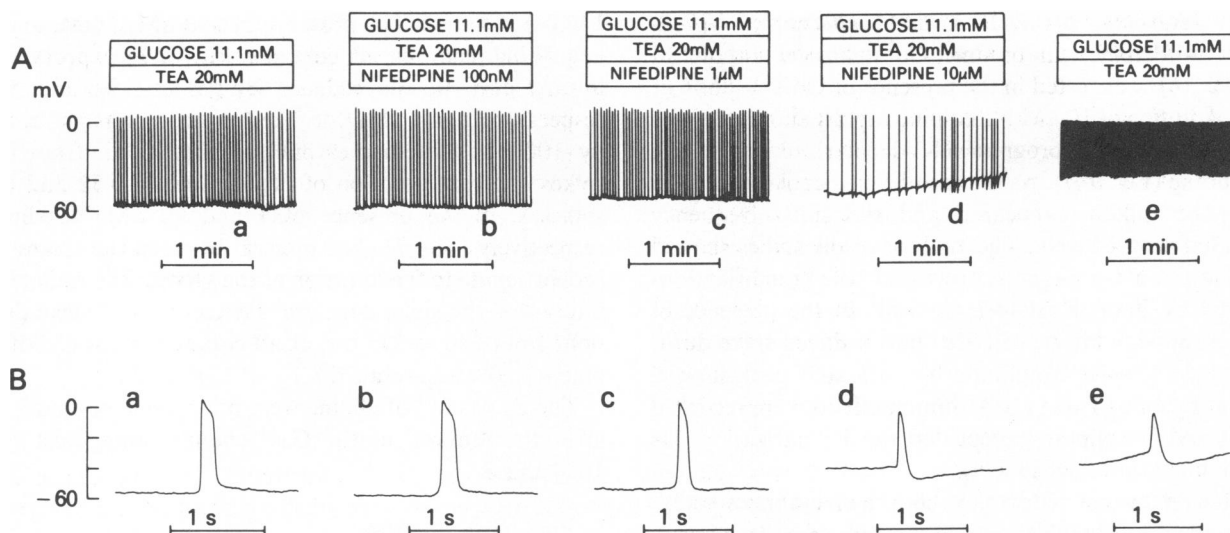 A
GLUCOSE 11.1mM
TEA 20mM
GLUCOSE 11.1mM
TEA 20mM
NIFEDIPINE 100nM
GLUCOSE 11.1mM
TEA 20mM
NIFEDIPINE 1μM
GLUCOSE 11.1mM
TEA 20mM
NIFEDIPINE 10μM
GLUCOSE 11.1mM
TEA 20mM
mV
0
60
a
b
c
d
e
1 min
1 min
1 min
1 min
1 min
B
a
b
c
d
e
0
−60
1 s
1 s
1 s
1 s
1 s